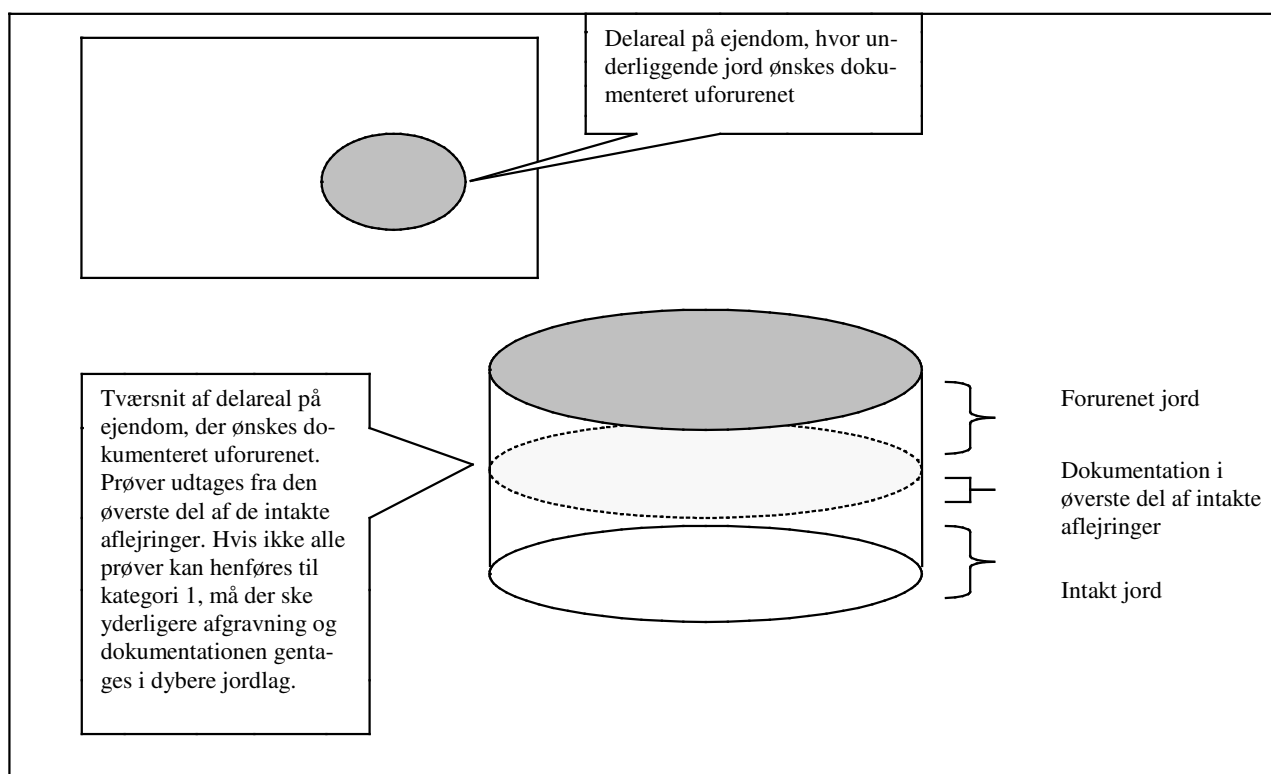 Delareal på ejendom, hvor un-
derliggende jord ønskes doku-
menteret uforurenet
Tværsnit af delareal på
ejendom, der ønskes do-
kumenteret uforurenet.
Prøver udtages fra den
øverste del af de intakte
aflejringer. Hvis ikke alle
prøver kan henføres til
kategori 1, må der ske
yderligere afgravning og
dokumentationen genta-
ges i dybere jordlag.
Forurenet jord
Dokumentation i
øverste del af intakte
aflejringer
Intakt jord